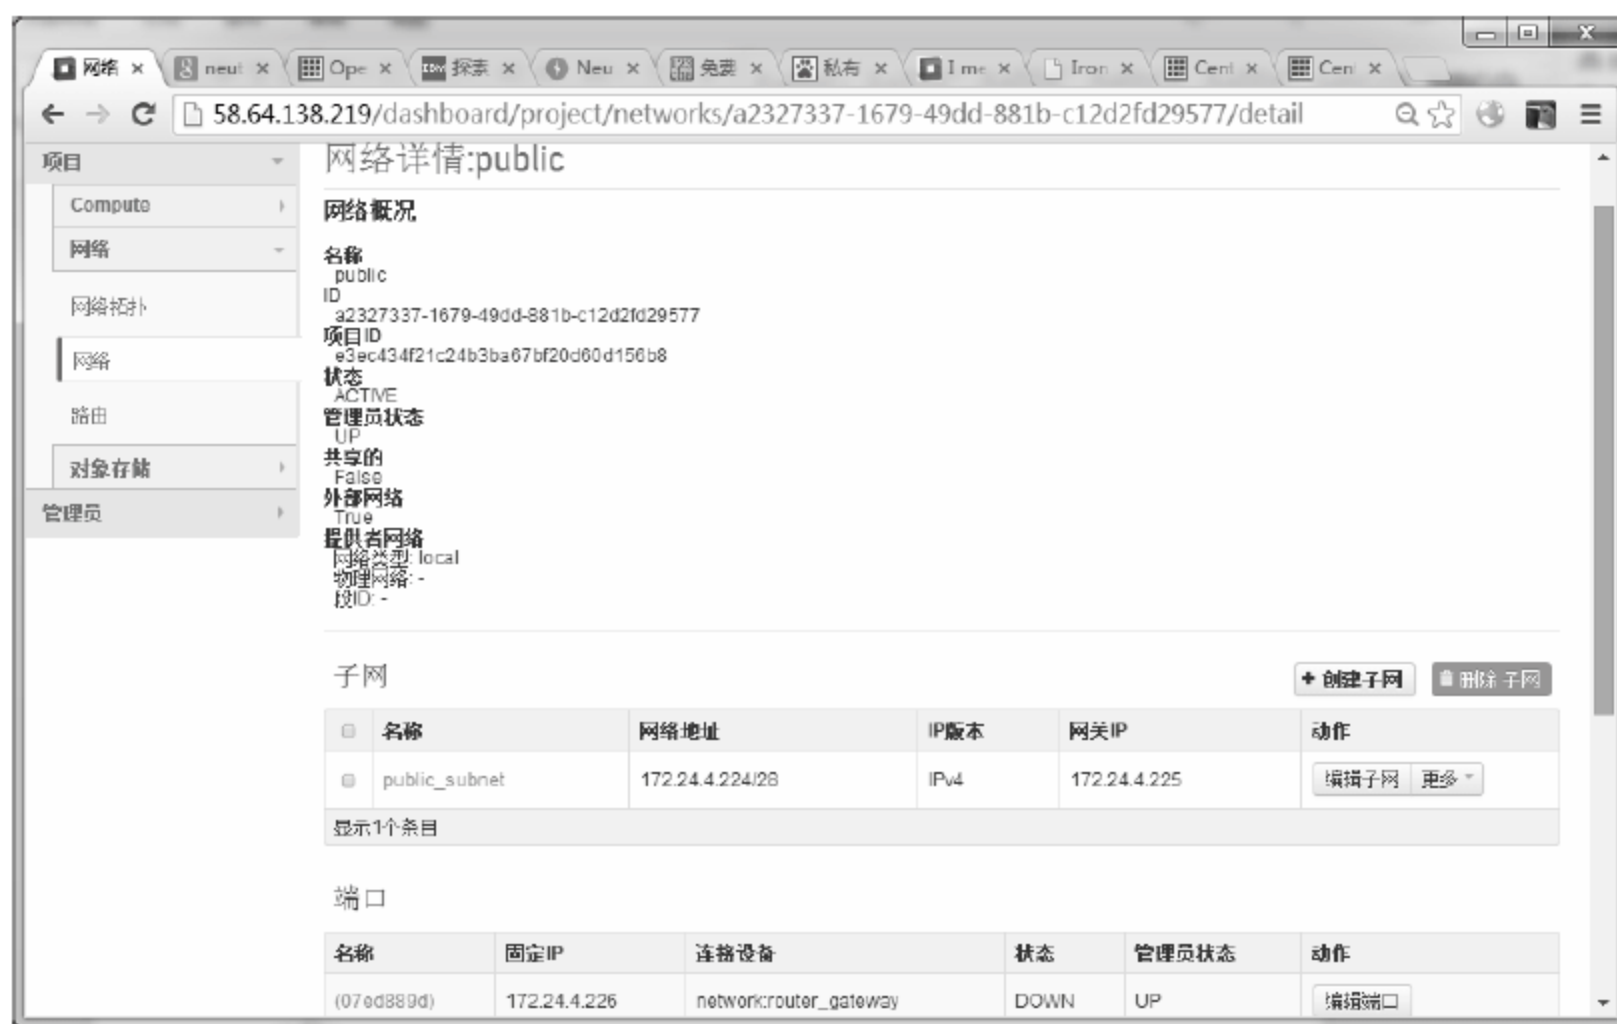 网络 neut Ope 探索 Neu 免费 私有 I me Iron Cent Cent
58.64.138.219/dashboard/project/networks/a2327337-1679-49dd-881b-c12d2fd29577/detail
项目
Compute
网络
网络拓扑
网络
路由
对象存储
管理员
网络详情:public
网络概况
名称
public
ID
a2327337-1679-49dd-881b-c12d2fd29577
项目ID
e3ec434f21c24b3ba67bf20d60d156b8
状态
ACTIVE
管理员状态
UP
共享的
False
外部网络
True
提供者网络
网络类型: local
物理网络: -
段ID: -
子网 + 创建子网 删除 子网
名称 网络地址 IP版本 网关IP 动作
public_subnet 172.24.4.224/28 IPv4 172.24.4.225 编辑子网 更多
显示1个条目
端口
名称 固定IP 连接设备 状态 管理员状态 动作
(07ed889d) 172.24.4.226 network:router_gateway DOWN UP 编辑端口